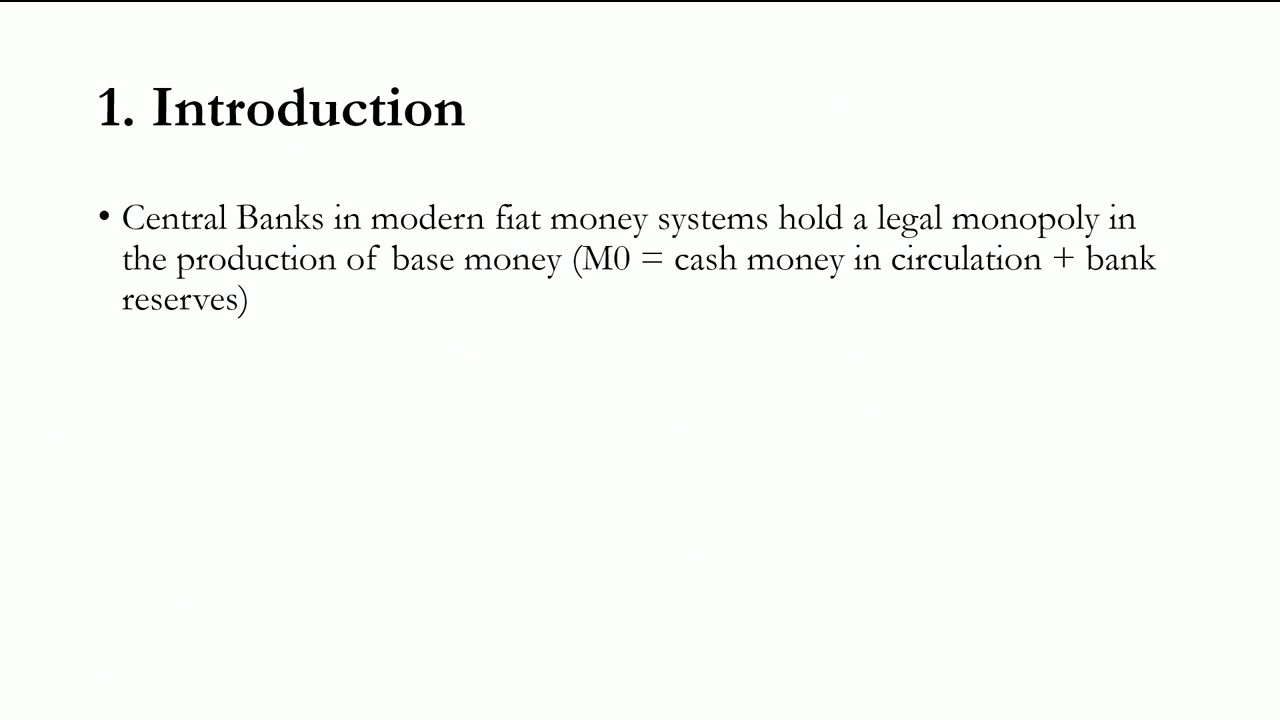 1. Introduction
• Central Banks in modern fiat money systems hold a legal monopoly in
the production of base money (M0 = cash money in circulation + bank
reserves)